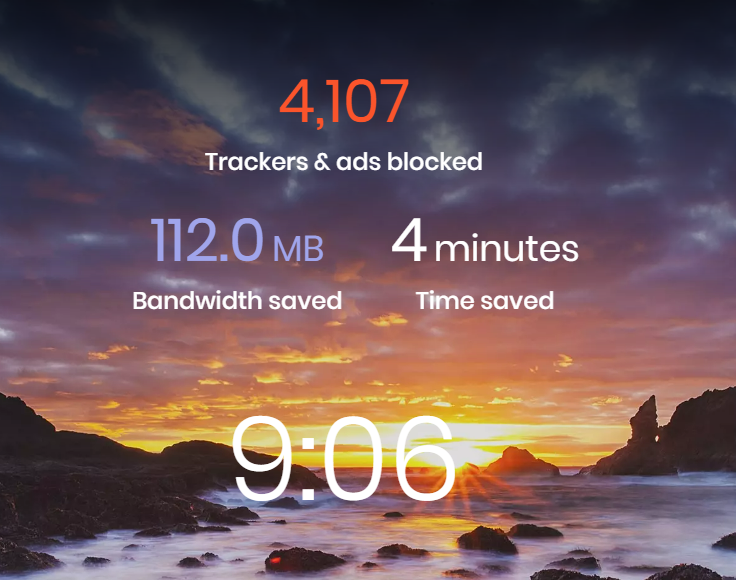 4,107
Trackers & ads blocked
112.0 MB 4 minutes
Bandwidth saved Time saved
9:06